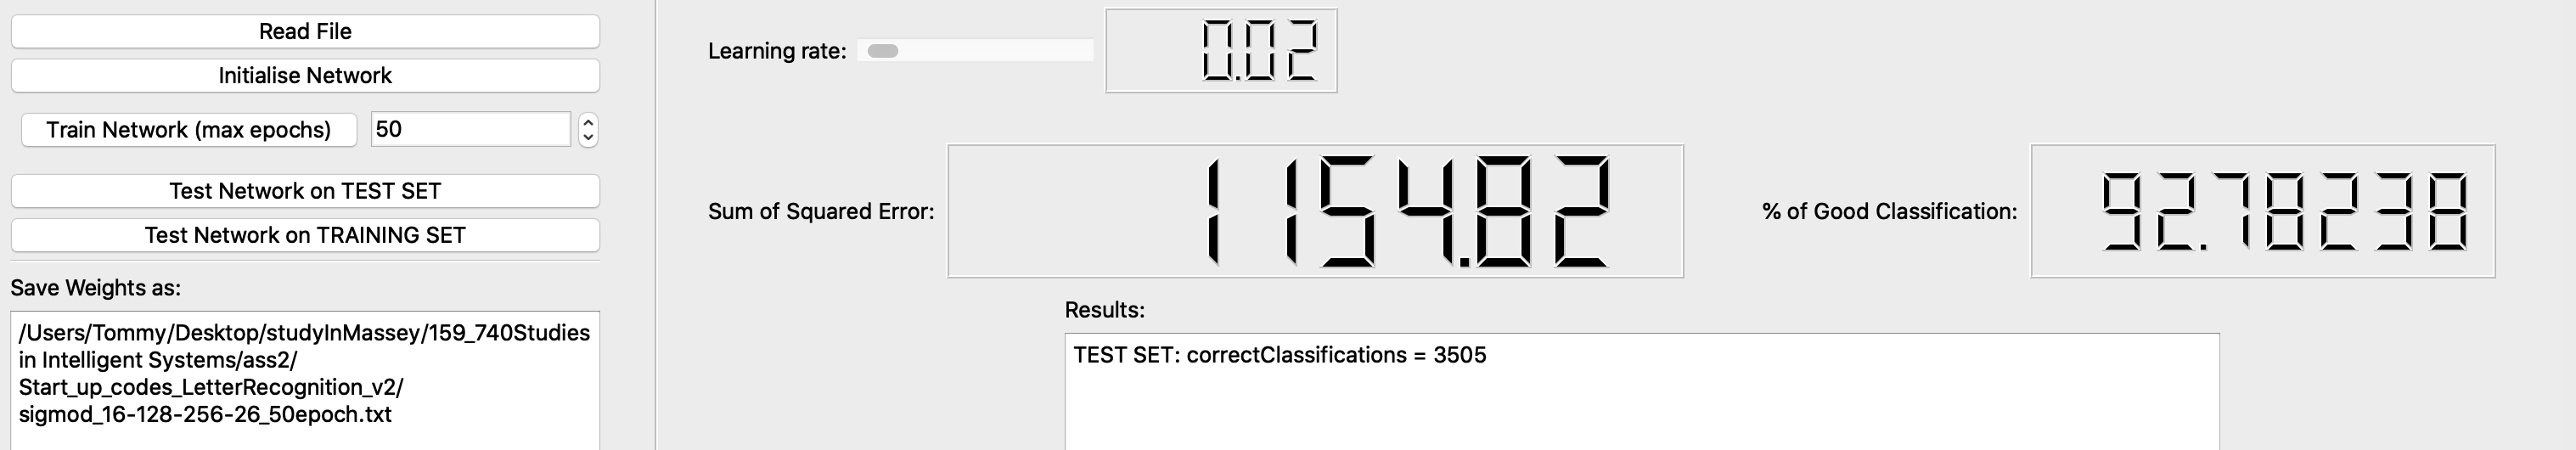 Read File
Initialise Network
Train Network (max epochs) 50
Test Network on TEST SET
Test Network on TRAINING SET
Save Weights as:
/Users/Tommy/Desktop/studyInMassey/159_740Studies
in Intelligent Systems/ass2/
Start_up_codes_LetterRecognition_v2/
sigmod_16-128-256-26_50epoch.txt
Learning rate: 0.02
Sum of Squared Error: 1154.82
% of Good Classification: 92.78238
Results:
TEST SET: correctClassifications = 3505